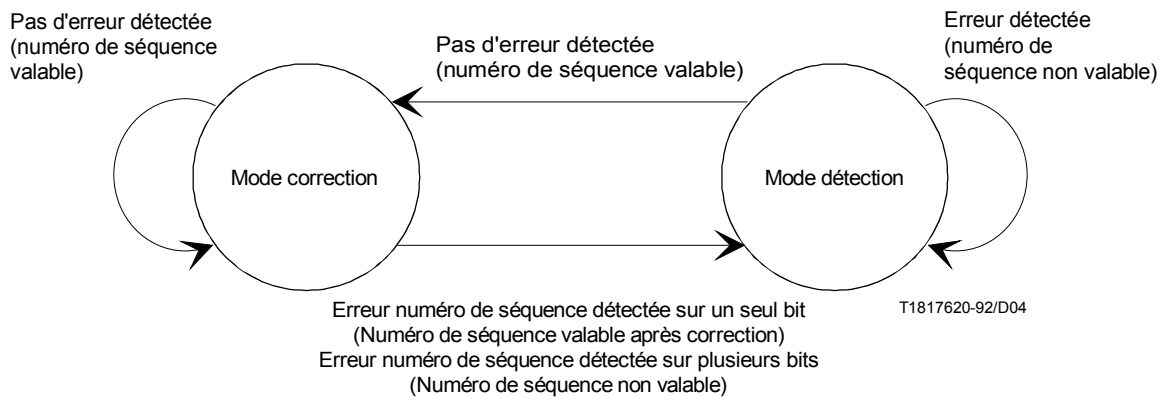 Pas d'erreur détectée
(numéro de séquence
valable)
Pas d'erreur détectée
(numéro de séquence valable)
Erreur détectée
(numéro de
séquence non valable)
Mode correction
Mode détection
Erreur numéro de séquence détectée sur un seul bit
(Numéro de séquence valable après correction)
Erreur numéro de séquence détectée sur plusieurs bits
(Numéro de séquence non valable)
T1817620-92/D04